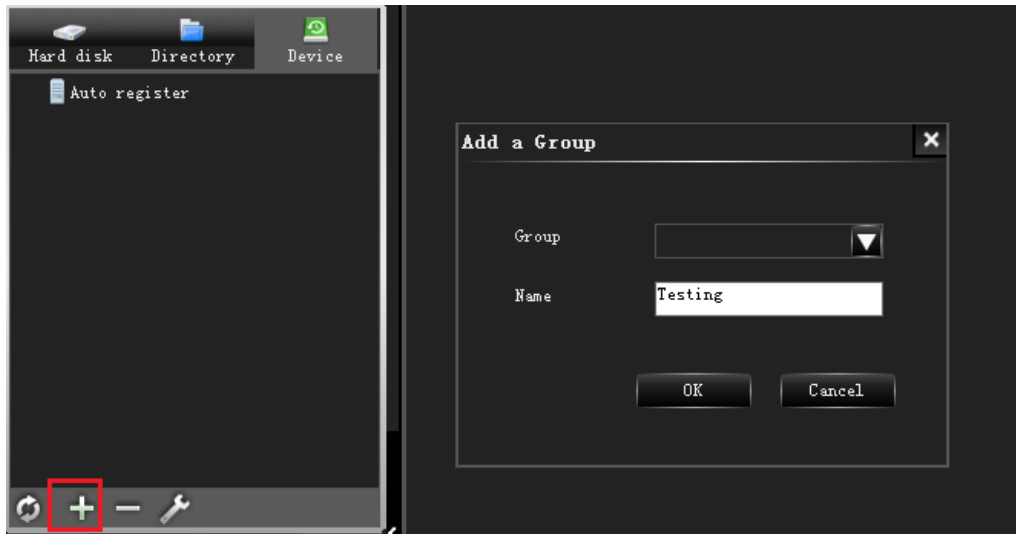 Hard disk Directory Device
Auto register
Add a Group
Group
Name Testing
OK Cancel